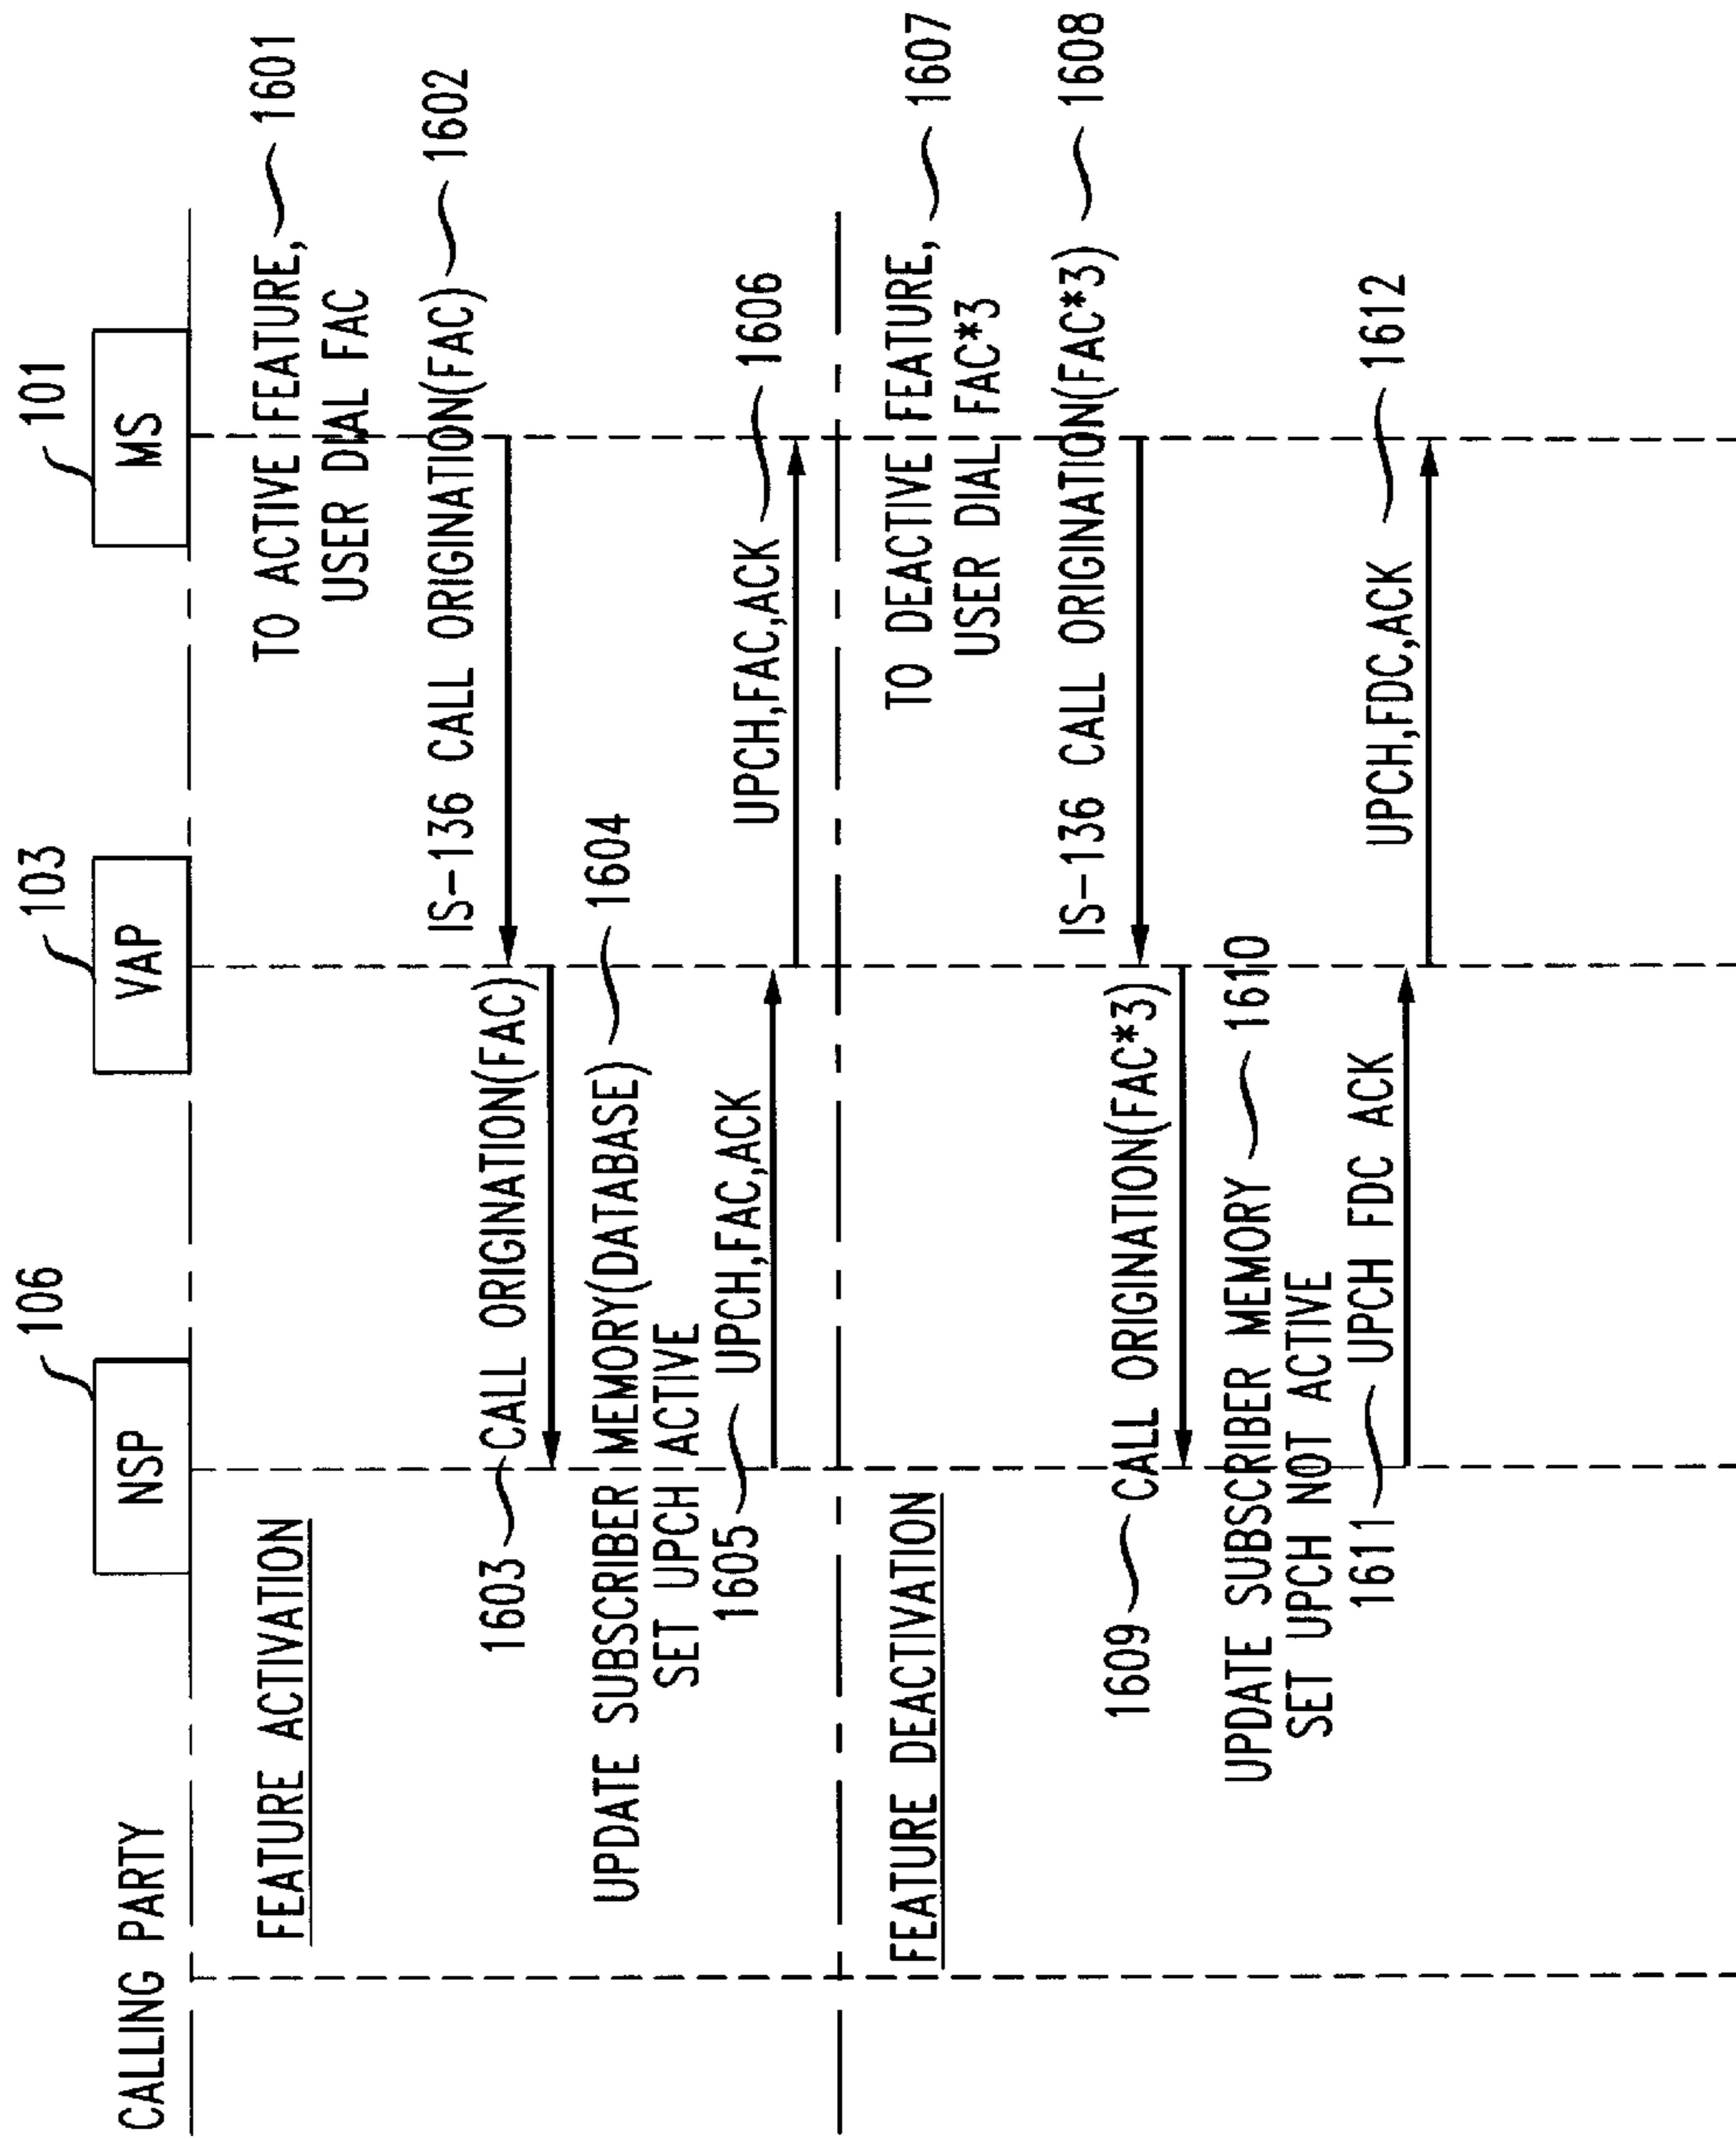 CALLING PARTY
106
NSP
103
VAP
101
MS
FEATURE ACTIVATION
TO ACTIVE FEATURE, 1601
USER DIAL FAC
IS-136 CALL ORIGINATION(FAC) 1602
1603 CALL ORIGINATION(FAC)
UPDATE SUBSCRIBER MEMORY(DATABASE) 1604
SET UPCH ACTIVE
1605 UPCH,FAC,ACK
UPCH,FAC,ACK 1606
FEATURE DEACTIVATION
TO DEACTIVE FEATURE, 1607
USER DIAL FAC*3
IS-136 CALL ORIGINATION(FAC*3) 1608
1609 CALL ORIGINATION(FAC*3)
UPDATE SUBSCRIBER MEMORY 1610
SET UPCH NOT ACTIVE
1611 UPCH FDC ACK
UPCH,FDC,ACK 1612